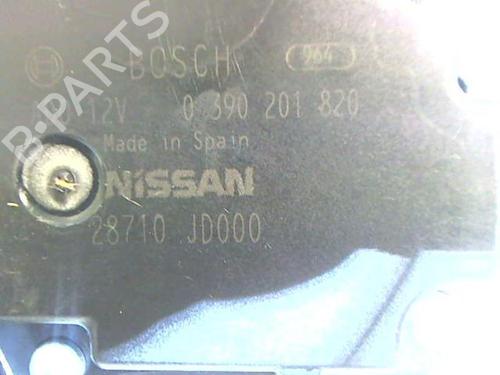 BOSCH 964
12V 0 390 201 820
Made in Spain
NISSAN
28710 JD000
B-PARTS